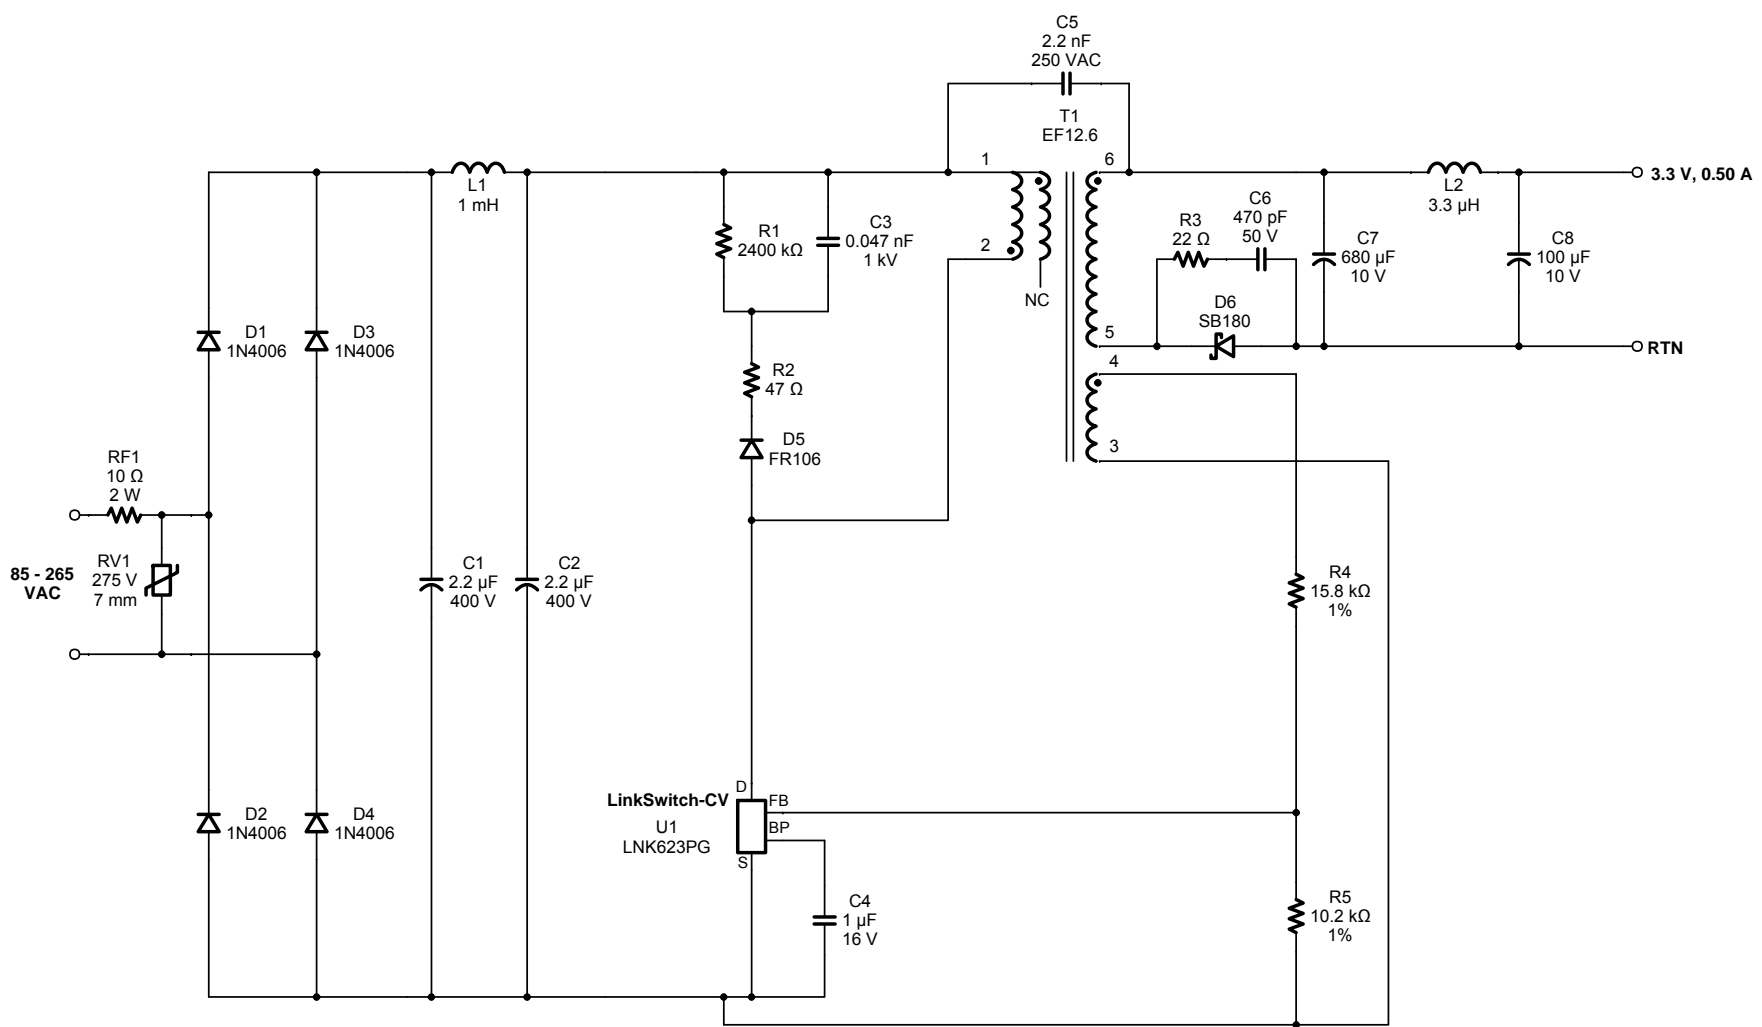 C5
2.2 nF
250 VAC
T1
EF12.6
1
6
L1
1 mH
L2
3.3 µH
3.3 V, 0.50 A
R1
2400 kΩ
C3
0.047 nF
1 kV
2
NC
R3
22 Ω
C6
470 pF
50 V
C7
680 µF
10 V
C8
100 µF
10 V
D6
SB180
5
RTN
4
3
D1
1N4006
D3
1N4006
R2
47 Ω
D5
FR106
RF1
10 Ω
2 W
85 - 265
VAC
RV1
275 V
7 mm
C1
2.2 µF
400 V
C2
2.2 µF
400 V
R4
15.8 kΩ
1%
D2
1N4006
D4
1N4006
LinkSwitch-CV
U1
LNK623PG
D
FB
BP
S
C4
1 µF
16 V
R5
10.2 kΩ
1%